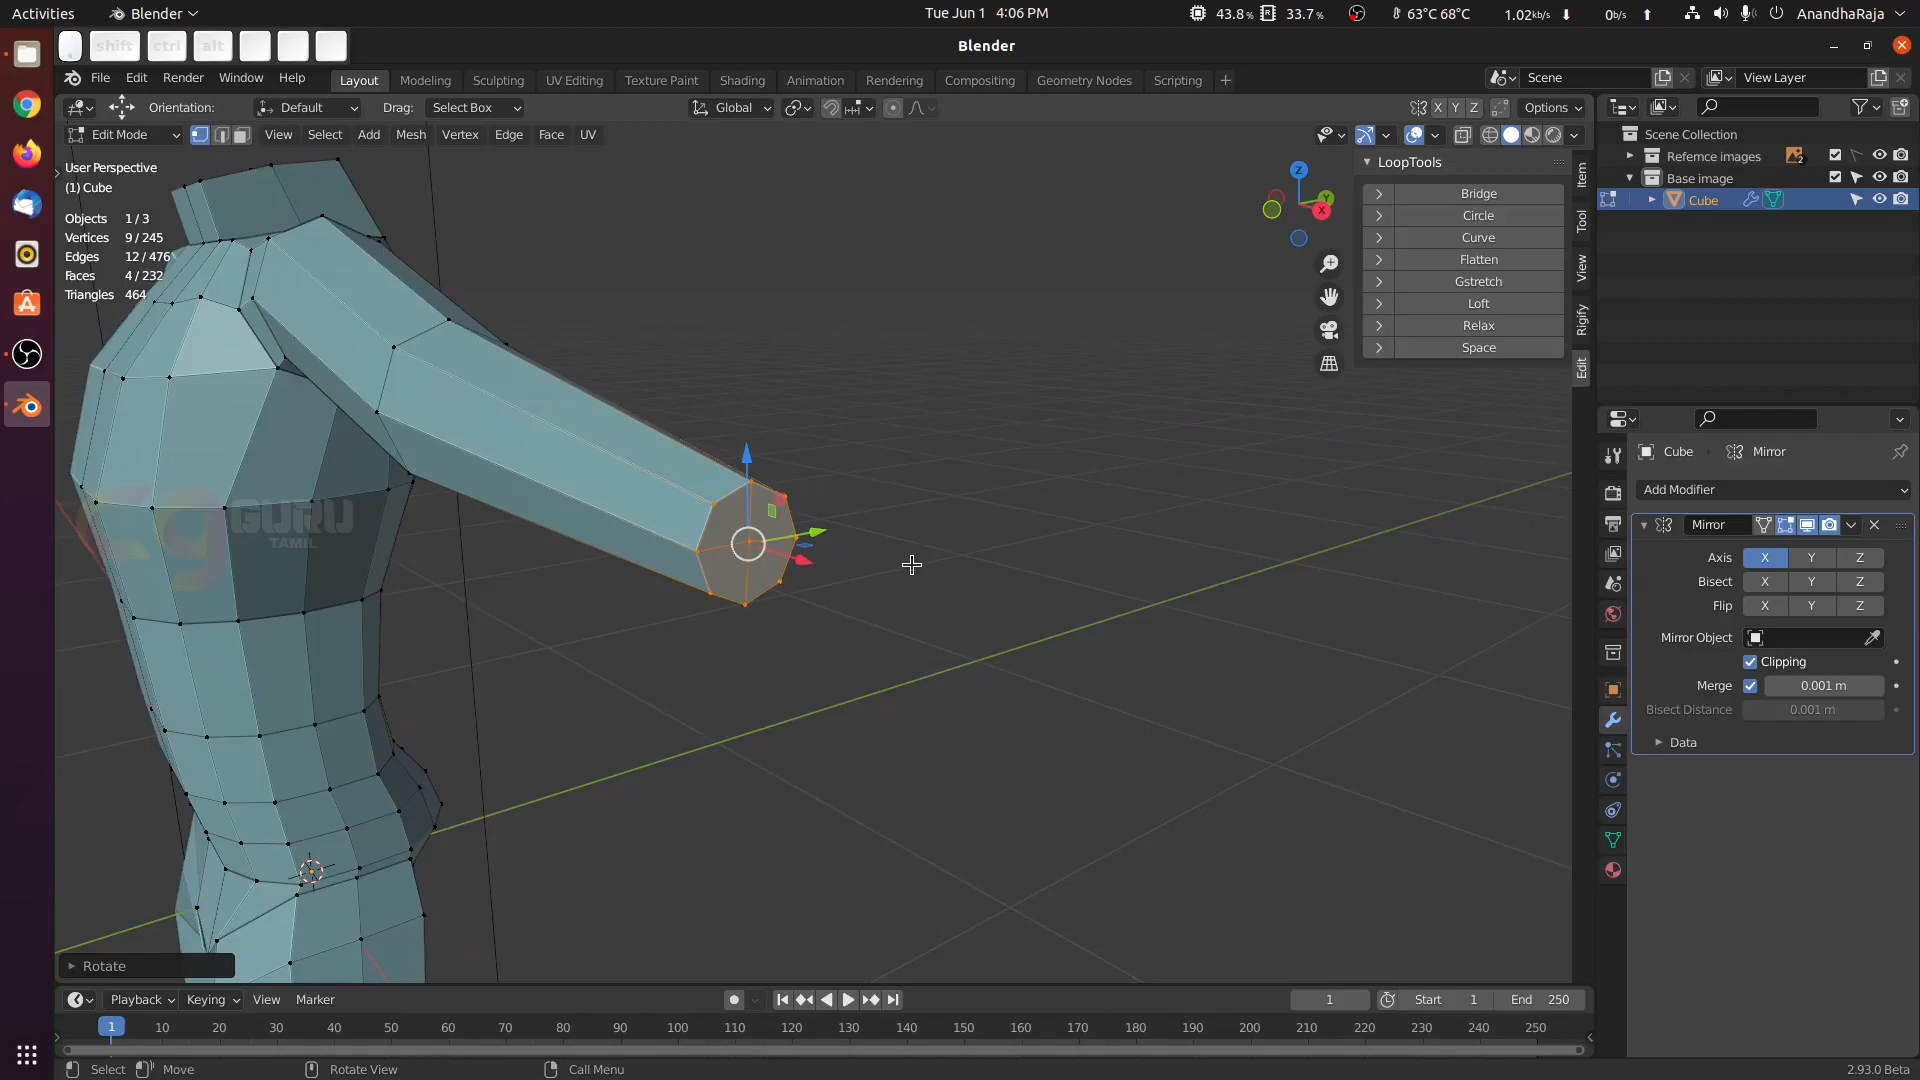 Activities
Blender
Tue Jun 1 4:06 PM
43.8%
33.7%
63°C 68°C
1.02kb/s
0b/s
AnandhaRaja
shift ctrl alt
Blender
File Edit Render Window Help
Layout Modeling Sculpting UV Editing Texture Paint Shading Animation Rendering Compositing Geometry Nodes Scripting +
Scene
View Layer
Orientation: Default Drag: Select Box
Global
X Y Z Options
Edit Mode View Select Add Mesh Vertex Edge Face UV
User Perspective
(1) Cube
Objects 1 / 3
Vertices 9 / 245
Edges 12 / 476
Faces 4 / 232
Triangles 464
GURU
TAMIL
Z
Y
X
LoopTools
Bridge
Circle
Curve
Flatten
Gstretch
Loft
Relax
Space
Item
Tool
View
Rigify
Edit
Scene Collection
Refernce images 2
Base image
Cube
Cube Mirror
Add Modifier
Mirror
Axis X Y Z
Bisect X Y Z
Flip X Y Z
Mirror Object
Clipping
Merge 0.001 m
Bisect Distance 0.001 m
Data
Rotate
Playback Keying View Marker
1 Start 1 End 250
1 10 20 30 40 50 60 70 80 90 100 110 120 130 140 150 160 170 180 190 200 210 220 230 240 250
Select Move Rotate View Call Menu
2.93.0 Beta